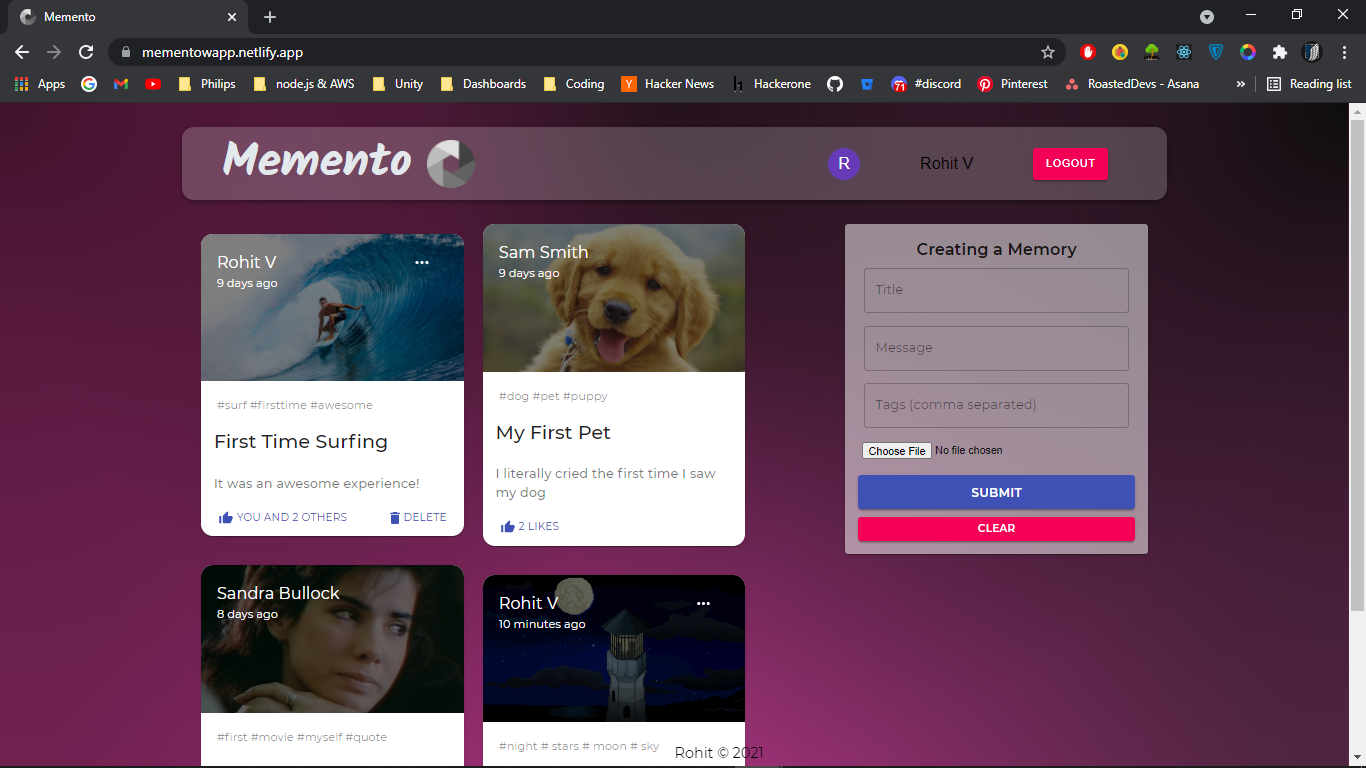 Memento
mementowapp.netlify.app
Apps
Philips
node.js & AWS
Unity
Dashboards
Coding
Y
Hacker News
h
Hackerone
71
#discord
Pinterest
RoastedDevs - Asana
»
Reading list
Memento
R
Rohit V
LOGOUT
Rohit V
9 days ago
#surf #firsttime #awesome
First Time Surfing
It was an awesome experience!
YOU AND 2 OTHERS
DELETE
Sam Smith
9 days ago
#dog #pet #puppy
My First Pet
I literally cried the first time I saw
my dog
2 LIKES
Creating a Memory
Title
Message
Tags (comma separated)
Choose File No file chosen
SUBMIT
CLEAR
Sandra Bullock
8 days ago
#first #movie #myself #quote
Rohit V
10 minutes ago
#night # stars # moon # sky
Rohit © 2021